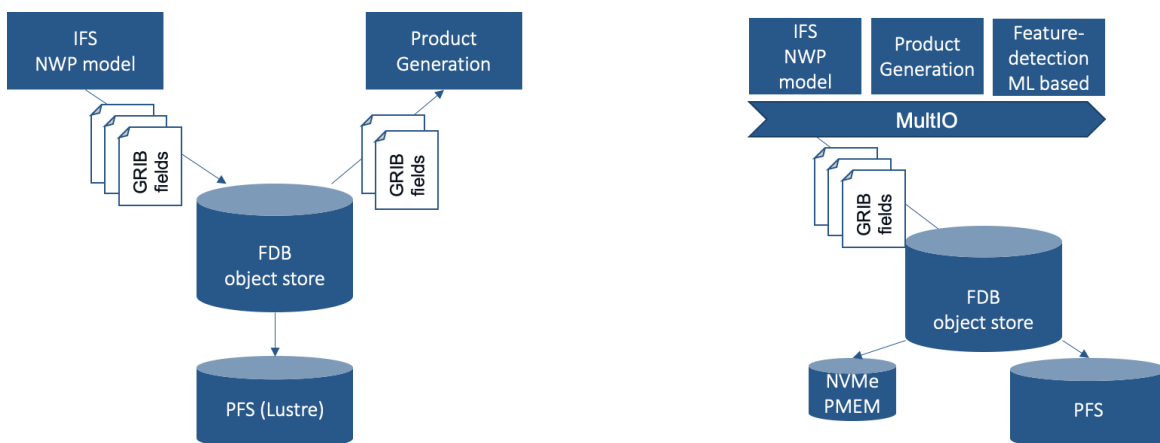 IFS
NWP model
Product
Generation
GRIB
fields
GRIB
fields
FDB
object store
PFS (Lustre)
IFS
NWP
model
Product
Generation
Feature-
detection
ML based
MultIO
GRIB
fields
FDB
object store
NVMe
PMEM
PFS